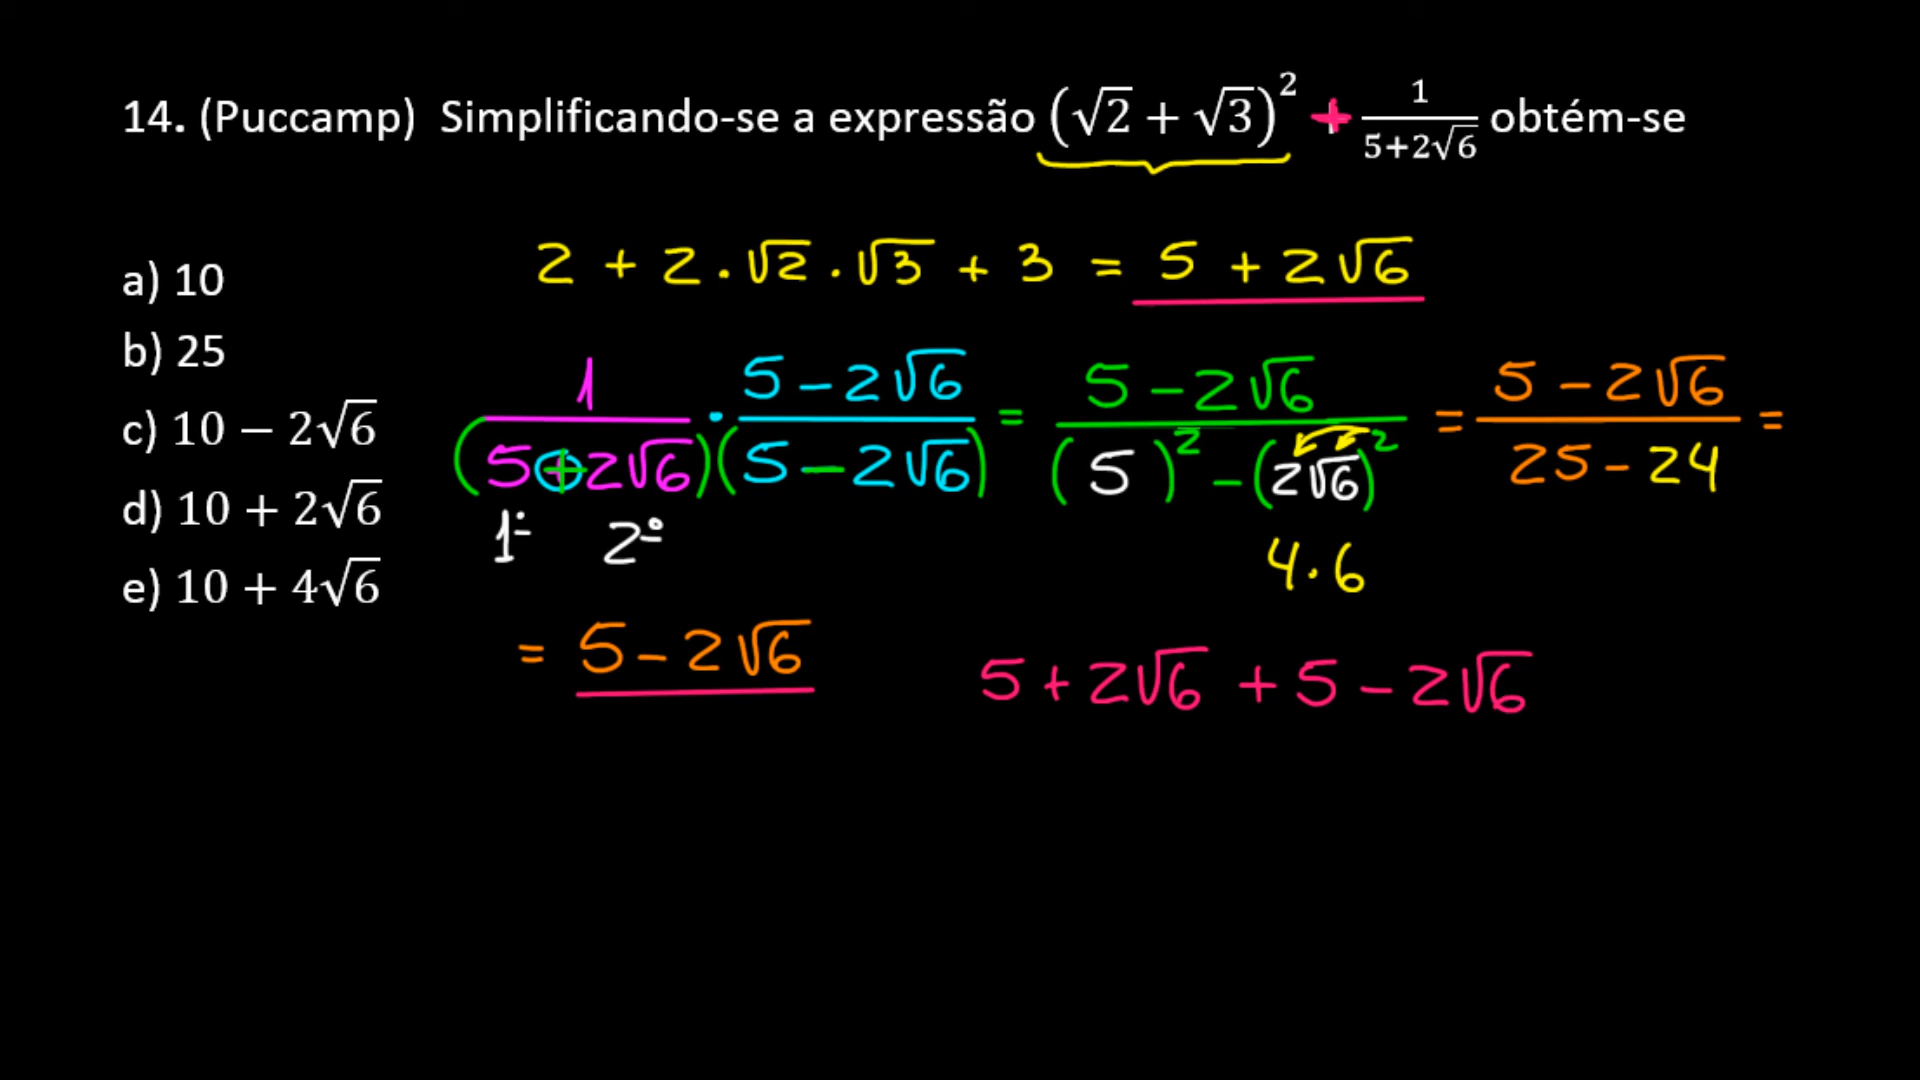 14. (Puccamp) Simplificando-se a expressão (√2 + √3)² + 1/(5+2√6) obtém-se
a) 10
b) 25
c) 10 − 2√6
d) 10 + 2√6
e) 10 + 4√6
2 + 2 . √2 . √3 + 3 = 5 + 2√6
1/(5+2√6) . (5 − 2√6)/(5 − 2√6) = (5 − 2√6)/((5)² − (2√6)²) = (5 − 2√6)/(25 − 24) =
1º 2º
4 . 6
= 5 − 2√6
5 + 2√6 + 5 − 2√6